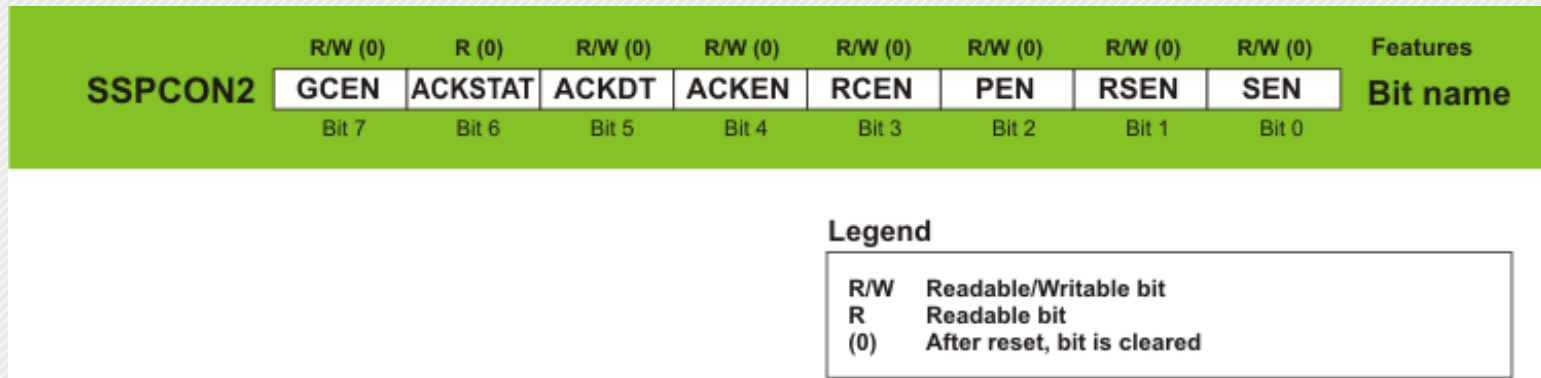 R/W (0) R (0) R/W (0) R/W (0) R/W (0) R/W (0) R/W (0) R/W (0) Features
SSPCON2 GCEN ACKSTAT ACKDT ACKEN RCEN PEN RSEN SEN Bit name
Bit 7 Bit 6 Bit 5 Bit 4 Bit 3 Bit 2 Bit 1 Bit 0
Legend
R/W Readable/Writable bit
R Readable bit
(0) After reset, bit is cleared